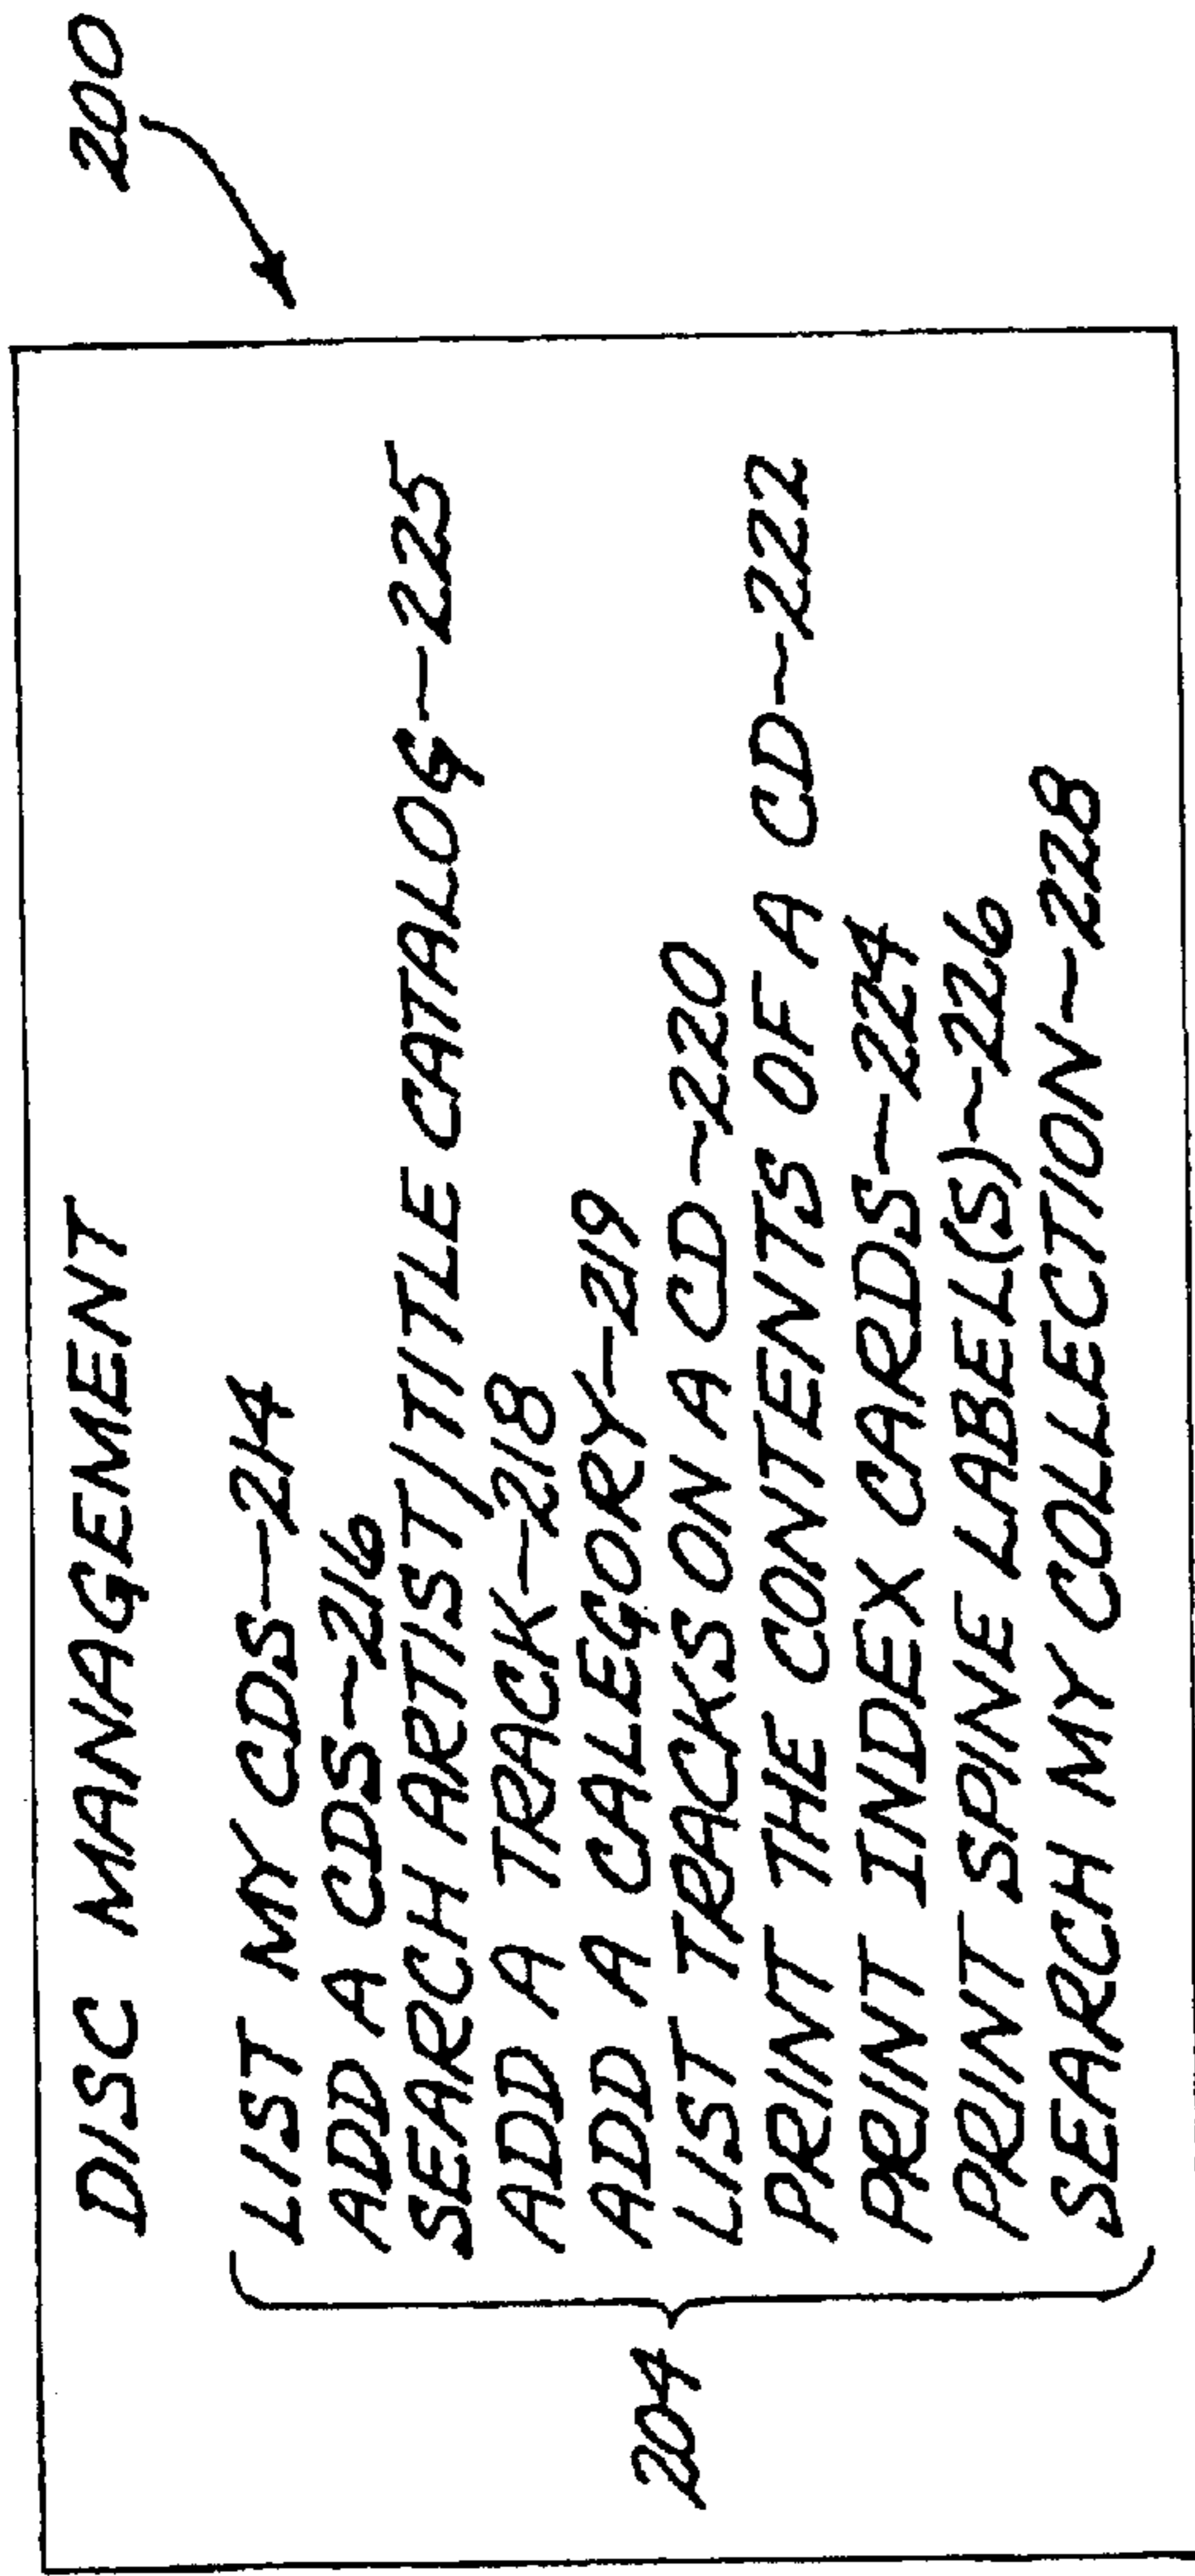 200
DISC MANAGEMENT
LIST MY CDS~214
ADD A CDS~216
SEARCH ARTIST/TITLE CATALOG~225
ADD A TRACK~218
ADD A CALEGORY~219
LIST TRACKS ON A CD~220
PRINT THE CONTENTS OF A CD~222
PRINT INDEX CARDS~224
PRINT SPINE LABEL(S)~226
SEARCH MY COLLECTION~228
204